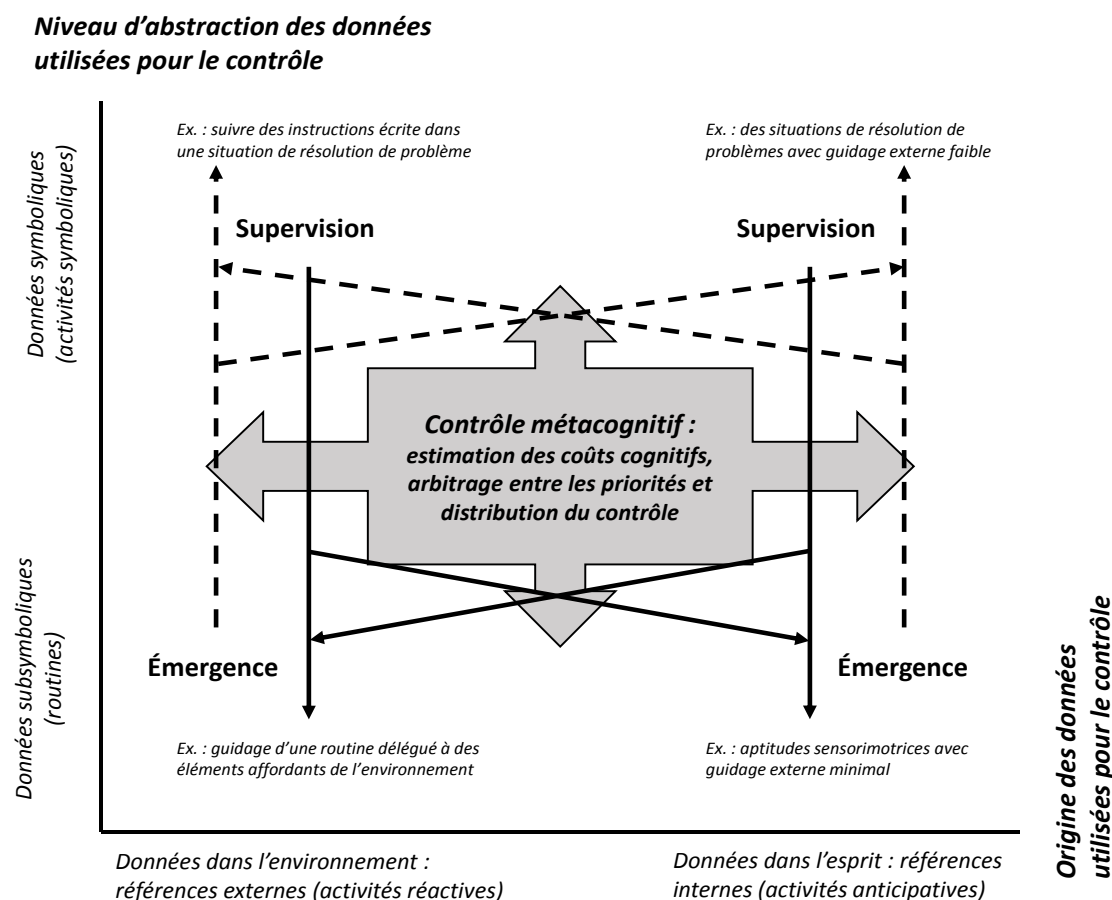 Niveau d'abstraction des données
utilisées pour le contrôle
Ex. : suivre des instructions écrite dans
une situation de résolution de problème
Ex. : des situations de résolution de
problèmes avec guidage externe faible
Données symboliques
(activités symboliques)
Supervision
Supervision
Contrôle métacognitif :
estimation des coûts cognitifs,
arbitrage entre les priorités et
distribution du contrôle
Données subsymboliques
(routines)
Émergence
Émergence
Ex. : guidage d'une routine délégué à des
éléments affordants de l'environnement
Ex. : aptitudes sensorimotrices avec
guidage externe minimal
Origine des données
utilisées pour le contrôle
Données dans l'environnement :
références externes (activités réactives)
Données dans l'esprit : références
internes (activités anticipatives)